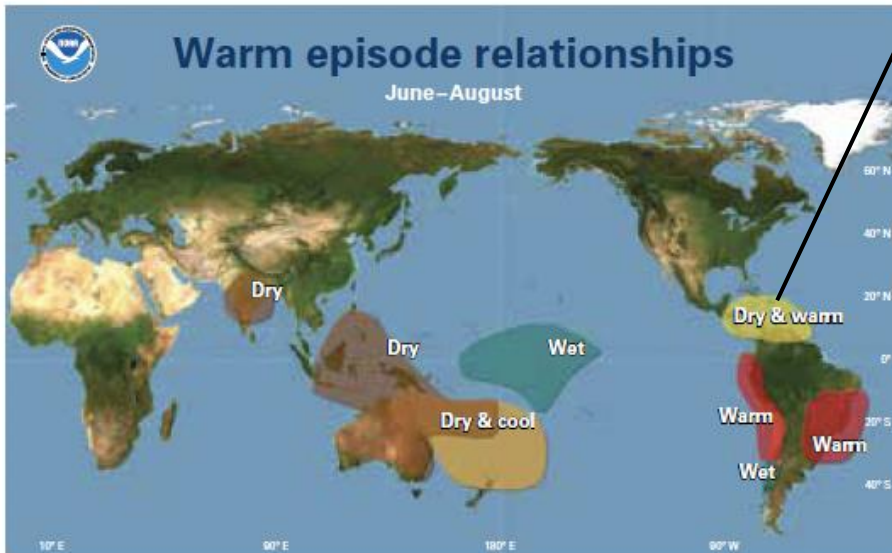 NOAA
Warm episode relationships
June–August
60° N
40° N
Dry
20° N
Dry & warm
Dry
Wet
0°
Dry & cool
Warm
Warm
20° S
Wet
40° S
10° E
90° E
180° E
90° W